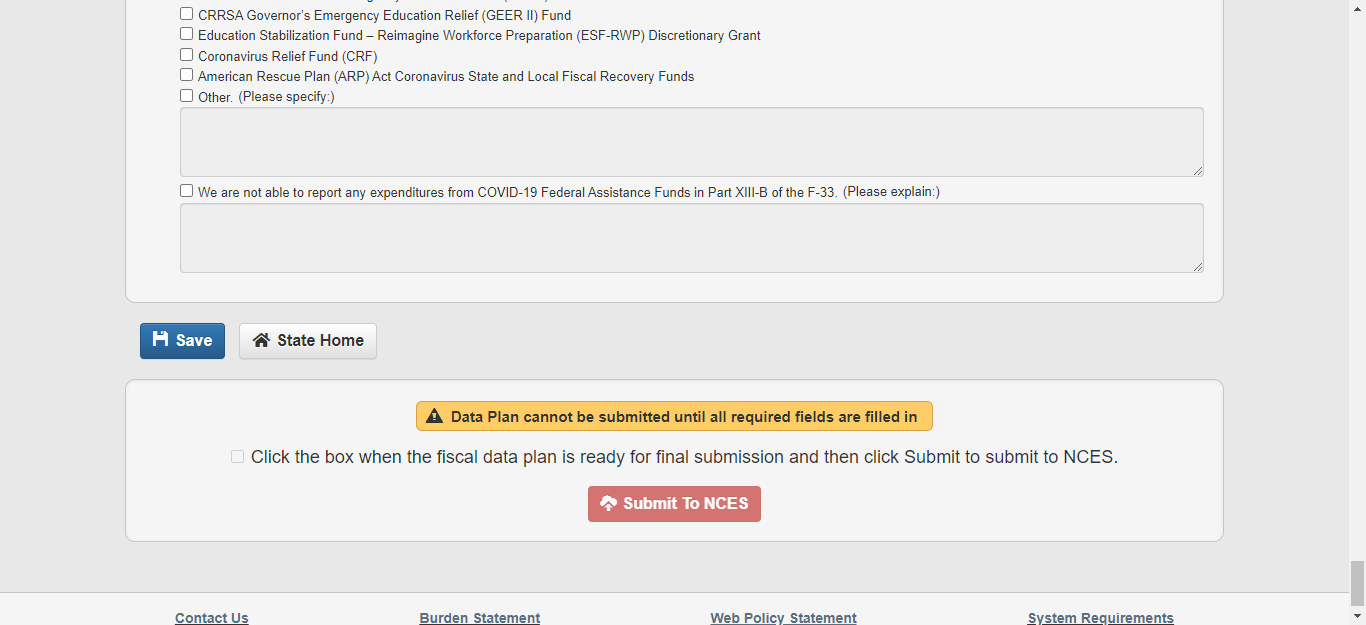 CRRSA Governor’s Emergency Education Relief (GEER II) Fund
Education Stabilization Fund – Reimagine Workforce Preparation (ESF-RWP) Discretionary Grant
Coronavirus Relief Fund (CRF)
American Rescue Plan (ARP) Act Coronavirus State and Local Fiscal Recovery Funds
Other. (Please specify:)
We are not able to report any expenditures from COVID-19 Federal Assistance Funds in Part XIII-B of the F-33. (Please explain:)
Save
State Home
Data Plan cannot be submitted until all required fields are filled in
Click the box when the fiscal data plan is ready for final submission and then click Submit to submit to NCES.
Submit To NCES
Contact Us
Burden Statement
Web Policy Statement
System Requirements